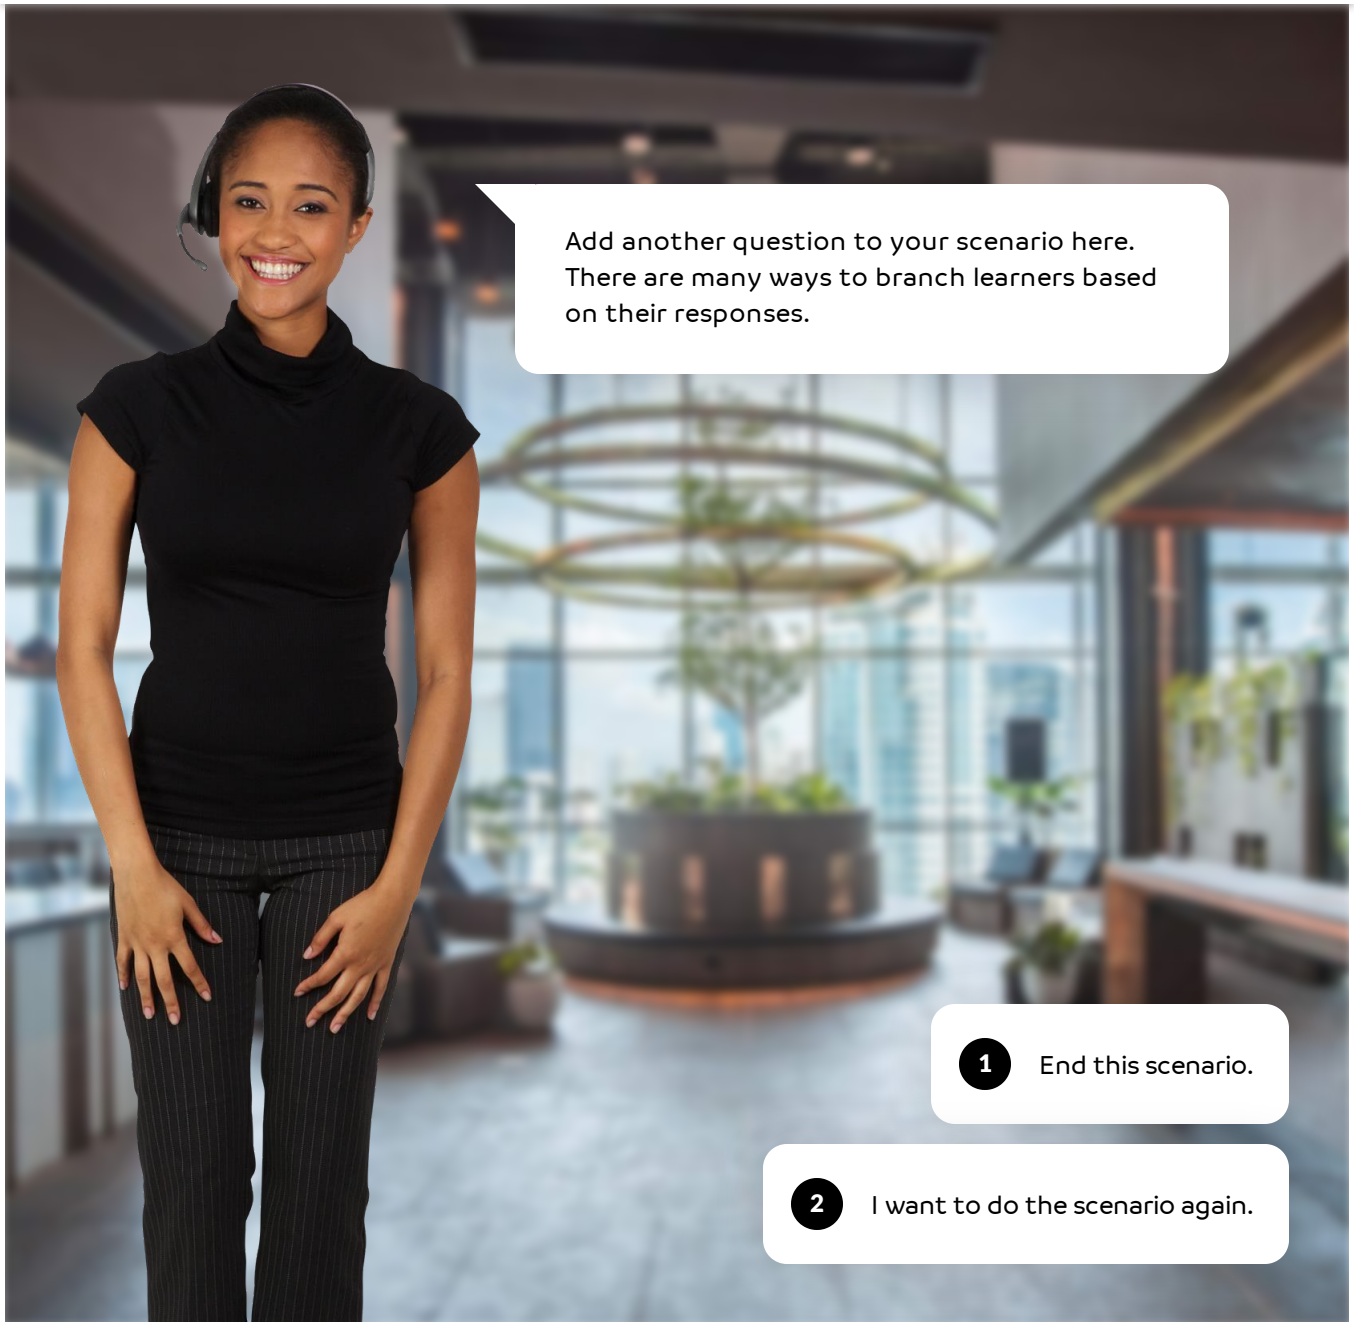 Add another question to your scenario here.
There are many ways to branch learners based
on their responses.
1 End this scenario.
2 I want to do the scenario again.